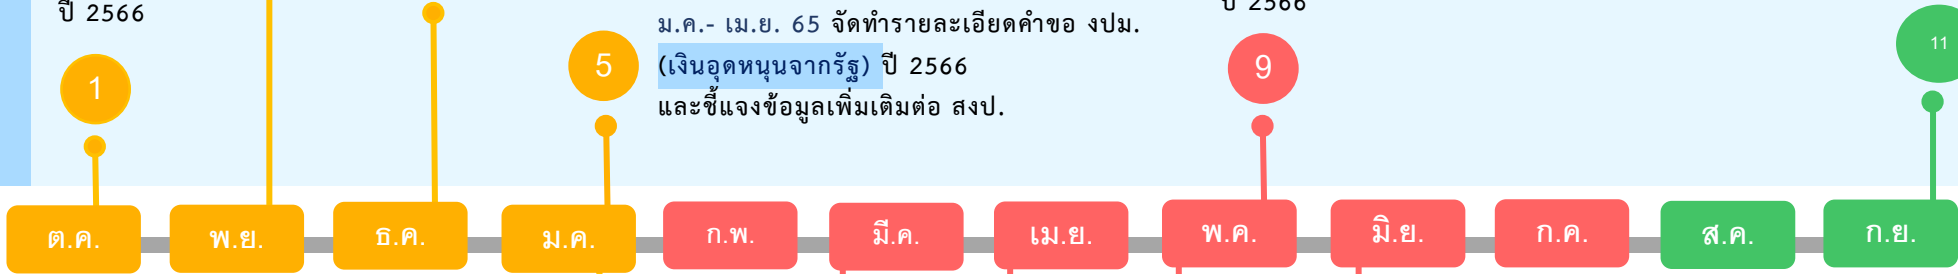 ปี 2566
ปี 2566
ม.ค.- เม.ย. 65 จัดทำรายละเอียดคำขอ งปม.
(เงินอุดหนุนจากรัฐ) ปี 2566
และชี้แจงข้อมูลเพิ่มเติมต่อ สงป.
1
5
9
11
ต.ค. พ.ย. ธ.ค. ม.ค. ก.พ. มี.ค. เม.ย. พ.ค. มิ.ย. ก.ค. ส.ค. ก.ย.